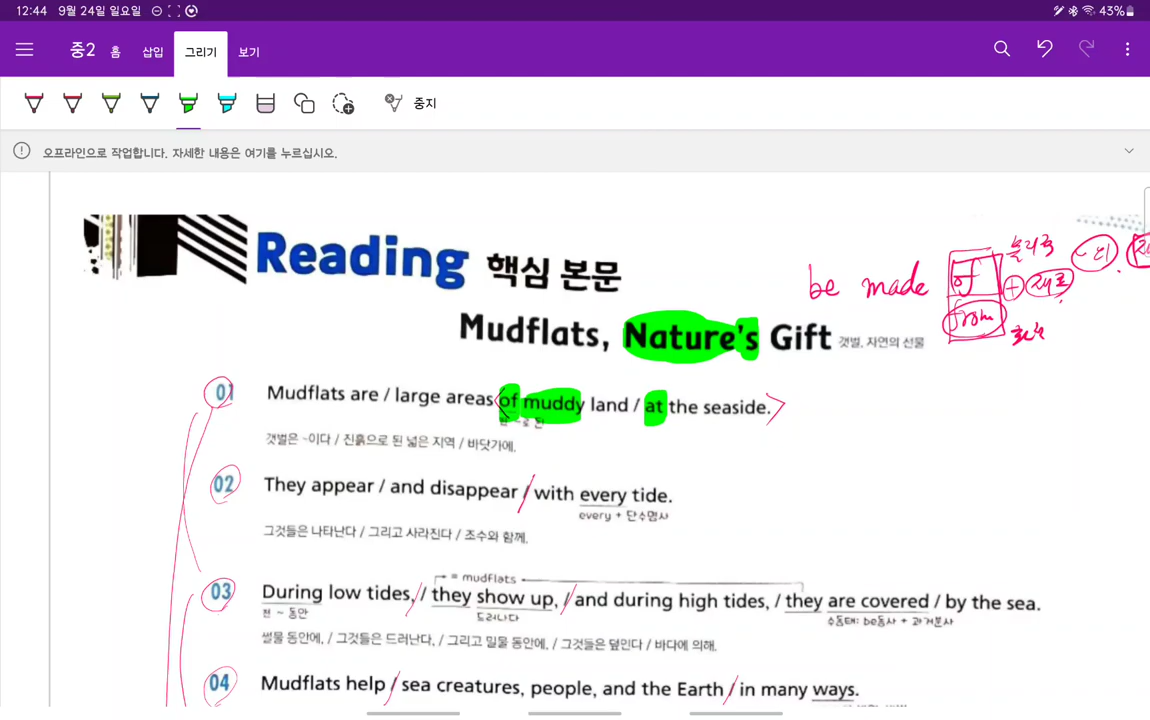 12:44 9월 24일 일요일 43%
중2 홈 삽입 그리기 보기
중지
오프라인으로 작업합니다. 자세한 내용은 여기를 누르십시오.
Reading 핵심 본문
be made of + 재료
from
물리적
화학
Mudflats, Nature's Gift 갯벌, 자연의 선물
01 Mudflats are / large areas of muddy land / at the seaside.
갯벌은 ~이다 / 진흙으로 된 넓은 지역 / 바닷가에.
02 They appear / and disappear / with every tide.
every + 단수명사
그것들은 나타난다 / 그리고 사라진다 / 조수와 함께.
= mudflats
03 During low tides, / they show up, / and during high tides, / they are covered / by the sea.
전 ~ 동안 드러나다 수동태: be동사 + 과거분사
썰물 동안에, / 그것들은 드러난다, / 그리고 밀물 동안에, / 그것들은 덮인다 / 바다에 의해.
04 Mudflats help / sea creatures, people, and the Earth / in many ways.